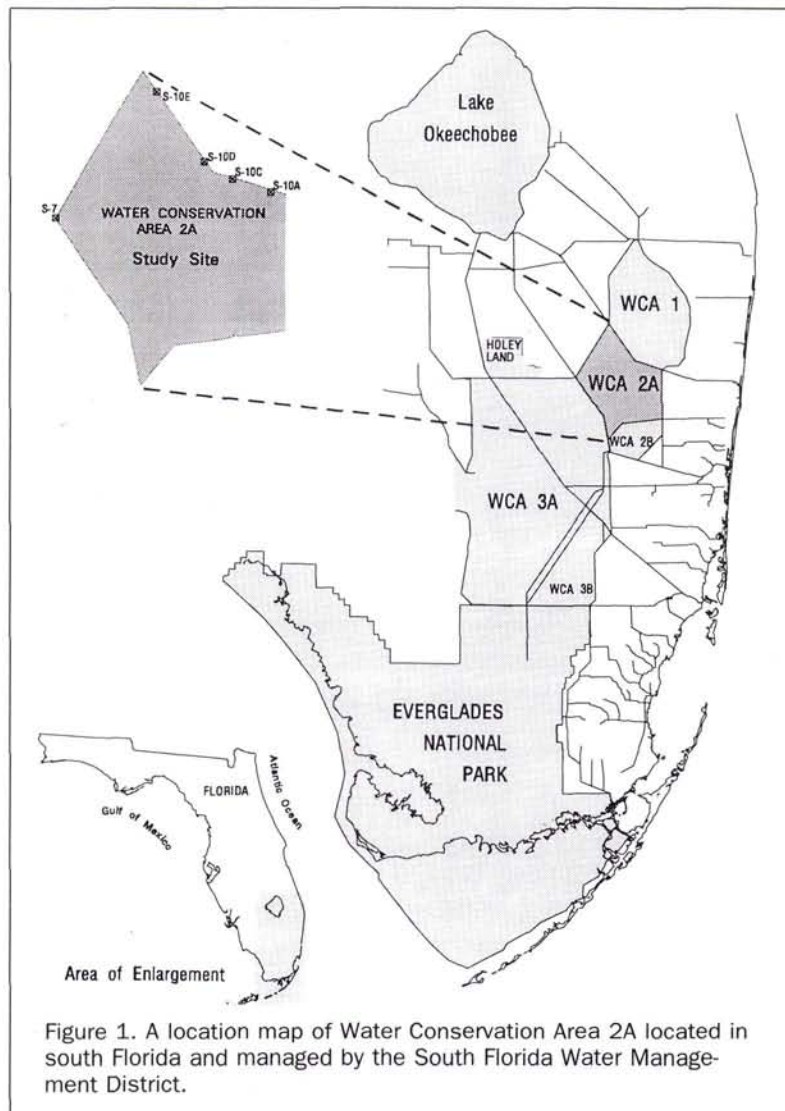 Lake
Okeechobee
S-10E
S-10D
S-10C
S-10A
S-7
WATER CONSERVATION
AREA 2A
Study Site
WCA 1
HOLEY
LAND
WCA 2A
WCA 2B
WCA 3A
WCA 3B
EVERGLADES
NATIONAL
PARK
FLORIDA
Atlantic Ocean
Gulf of Mexico
Area of Enlargement
Figure 1. A location map of Water Conservation Area 2A located in
south Florida and managed by the South Florida Water Manage-
ment District.